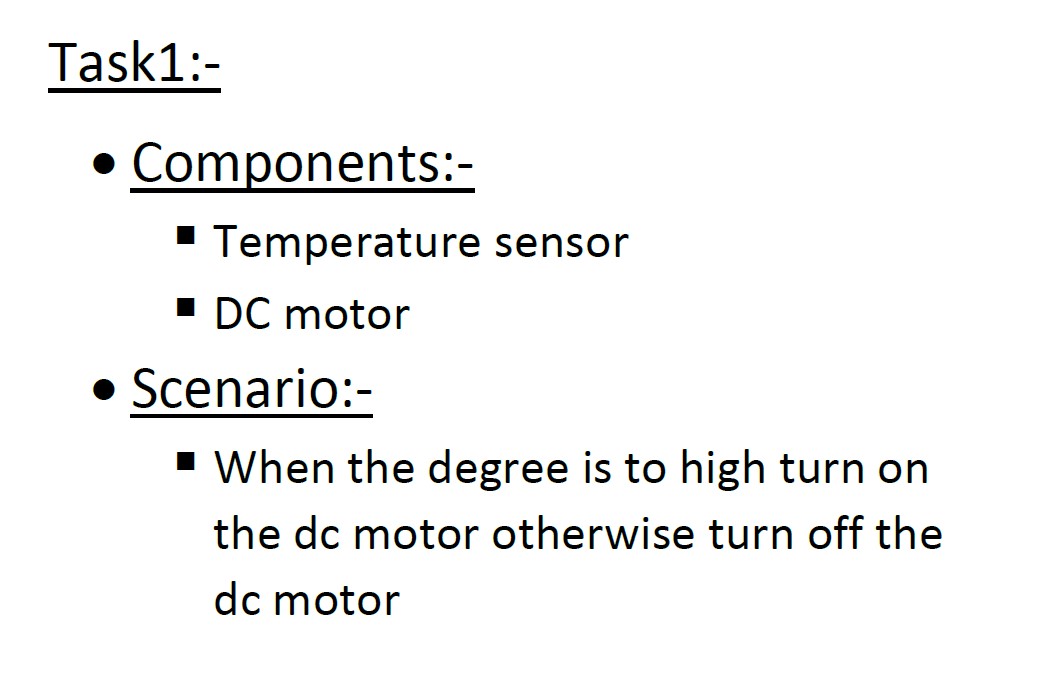 Task1:-
• Components:-
▪ Temperature sensor
▪ DC motor
• Scenario:-
▪ When the degree is to high turn on
the dc motor otherwise turn off the
dc motor